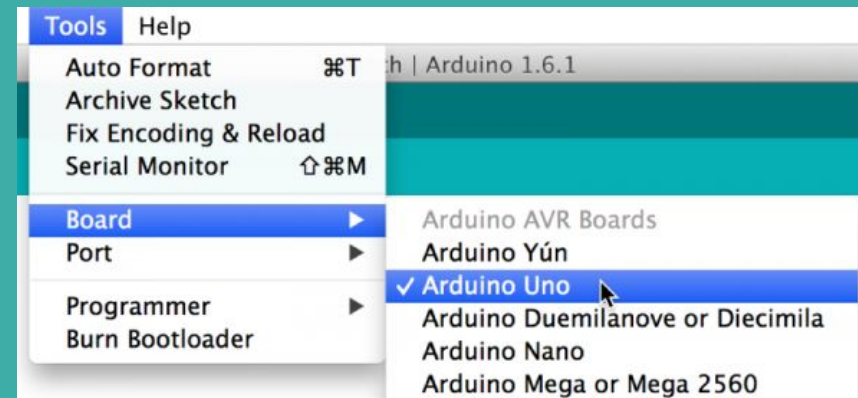 Tools Help
h | Arduino 1.6.1
Auto Format ⌘T
Archive Sketch
Fix Encoding & Reload
Serial Monitor ⇧⌘M
Board ▶
Port ▶
Programmer ▶
Burn Bootloader
Arduino AVR Boards
Arduino Yún
✓ Arduino Uno
Arduino Duemilanove or Diecimila
Arduino Nano
Arduino Mega or Mega 2560